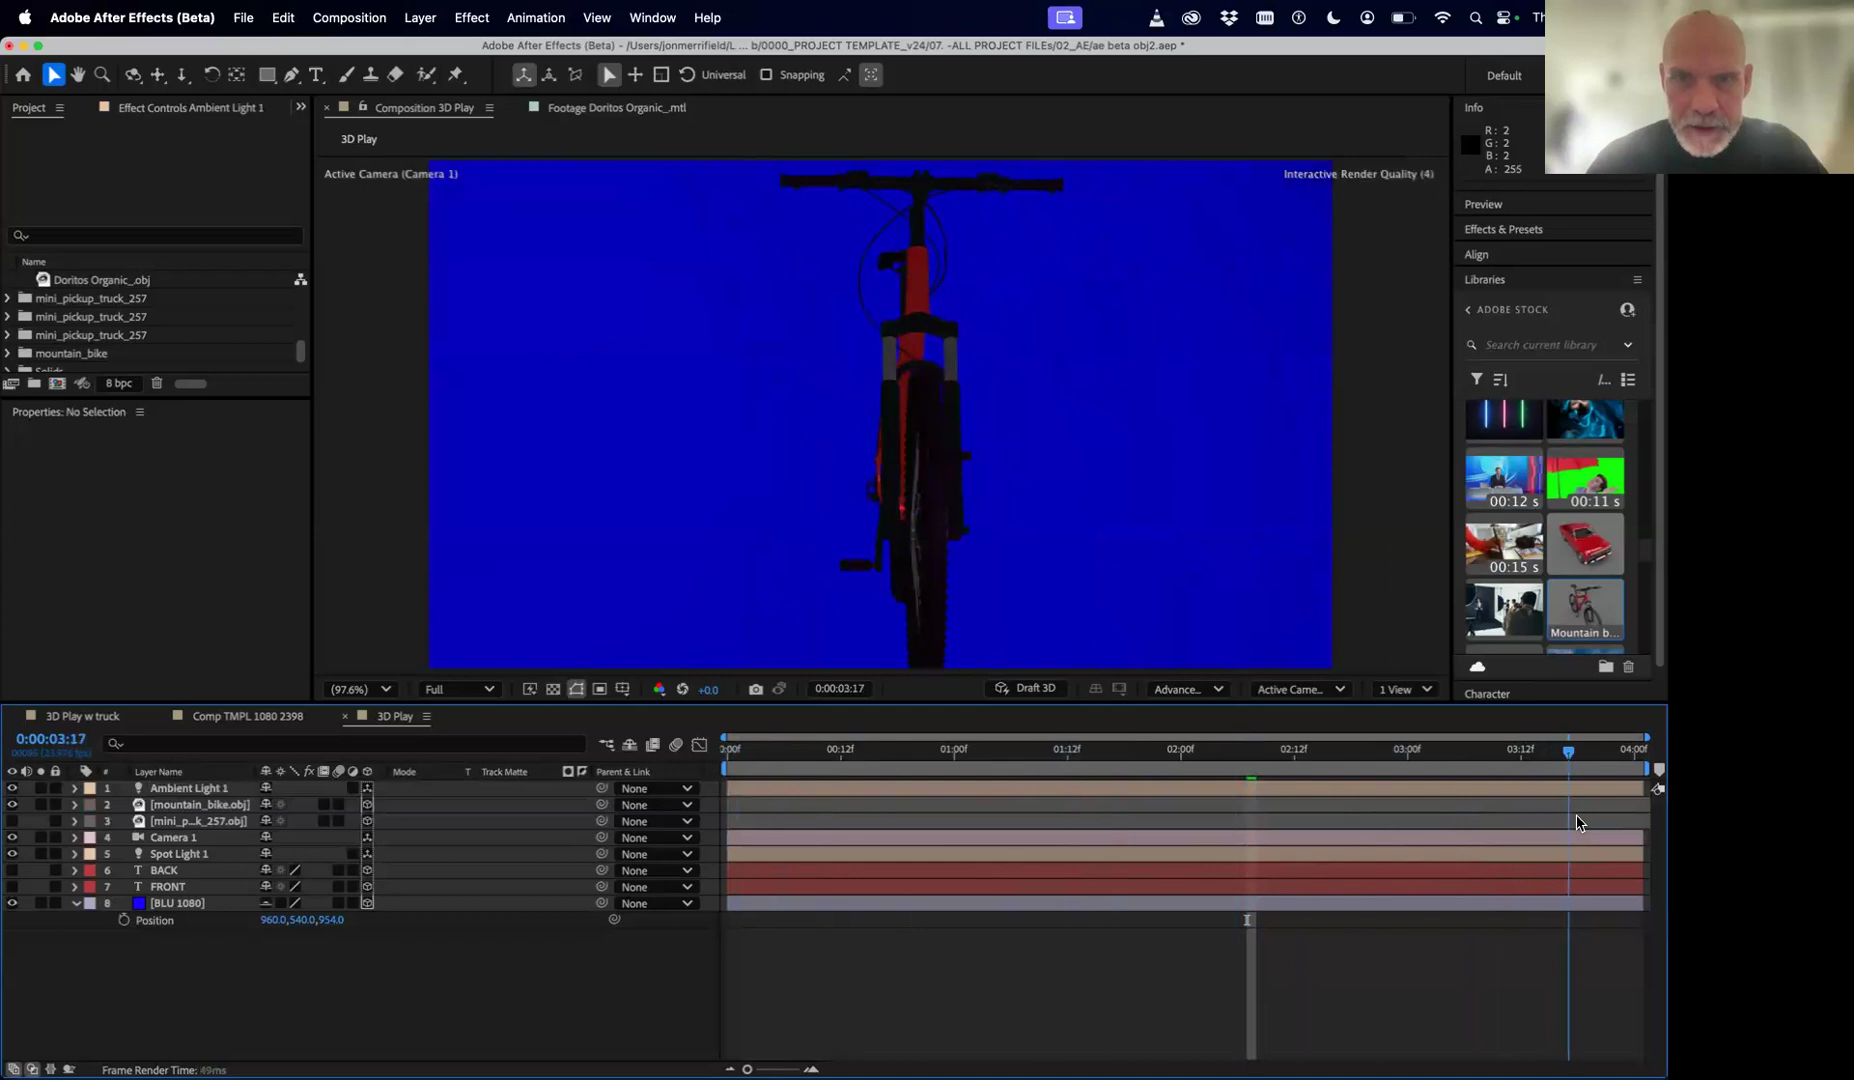 Adobe After Effects (Beta) File Edit Composition Layer Effect Animation View Window Help
Adobe After Effects (Beta) - /Users/jonmerrifield/L ... b/0000_PROJECT TEMPLATE_v24/07. -ALL PROJECT FILEs/02_AE/ae beta obj2.aep *
Universal Snapping Default
Project Effect Controls Ambient Light 1 Composition 3D Play Footage Doritos Organic_.mtl Info
3D Play
R: 2
G: 2
B: 2
A: 255
Active Camera (Camera 1) Interactive Render Quality (4)
Preview
Effects & Presets
Align
Libraries
Name
Doritos Organic_.obj
mini_pickup_truck_257
mini_pickup_truck_257
mini_pickup_truck_257
mountain_bike
Solids
8 bpc
Properties: No Selection
ADOBE STOCK
Search current library
00:12 s 00:11 s
00:15 s
Mountain b...
Character
(97.6%) Full +0.0 0:00:03:17 Draft 3D Advance... Active Came... 1 View
3D Play w truck Comp TMPL 1080 2398 3D Play
0:00:03:17
00089 (23.976 fps)
:00f 00:12f 01:00f 01:12f 02:00f 02:12f 03:00f 03:12f 04:00f
# Layer Name Mode T Track Matte Parent & Link
1 Ambient Light 1 None
2 [mountain_bike.obj] None
3 [mini_p...k_257.obj] None
4 Camera 1 None
5 Spot Light 1 None
6 T BACK None
7 T FRONT None
8 [BLU 1080] None
Position 960.0,540.0,954.0
Frame Render Time: 49ms